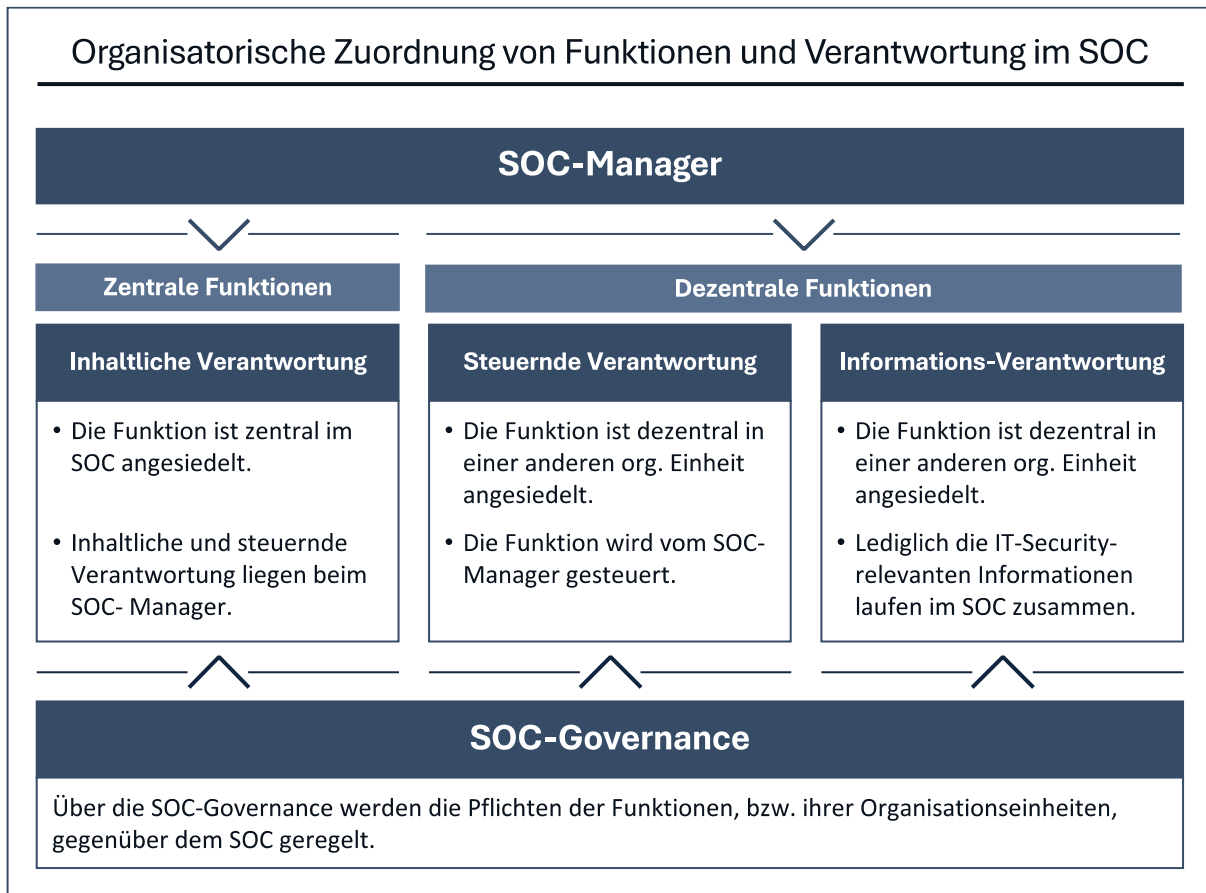 Organisatorische Zuordnung von Funktionen und Verantwortung im SOC
SOC-Manager
Zentrale Funktionen
Dezentrale Funktionen
Inhaltliche Verantwortung
• Die Funktion ist zentral im
SOC angesiedelt.
• Inhaltliche und steuernde
Verantwortung liegen beim
SOC- Manager.
Steuernde Verantwortung
• Die Funktion ist dezentral in
einer anderen org. Einheit
angesiedelt.
• Die Funktion wird vom SOC-
Manager gesteuert.
Informations-Verantwortung
• Die Funktion ist dezentral in
einer anderen org. Einheit
angesiedelt.
• Lediglich die IT-Security-
relevanten Informationen
laufen im SOC zusammen.
SOC-Governance
Über die SOC-Governance werden die Pflichten der Funktionen, bzw. ihrer Organisationseinheiten,
gegenüber dem SOC geregelt.